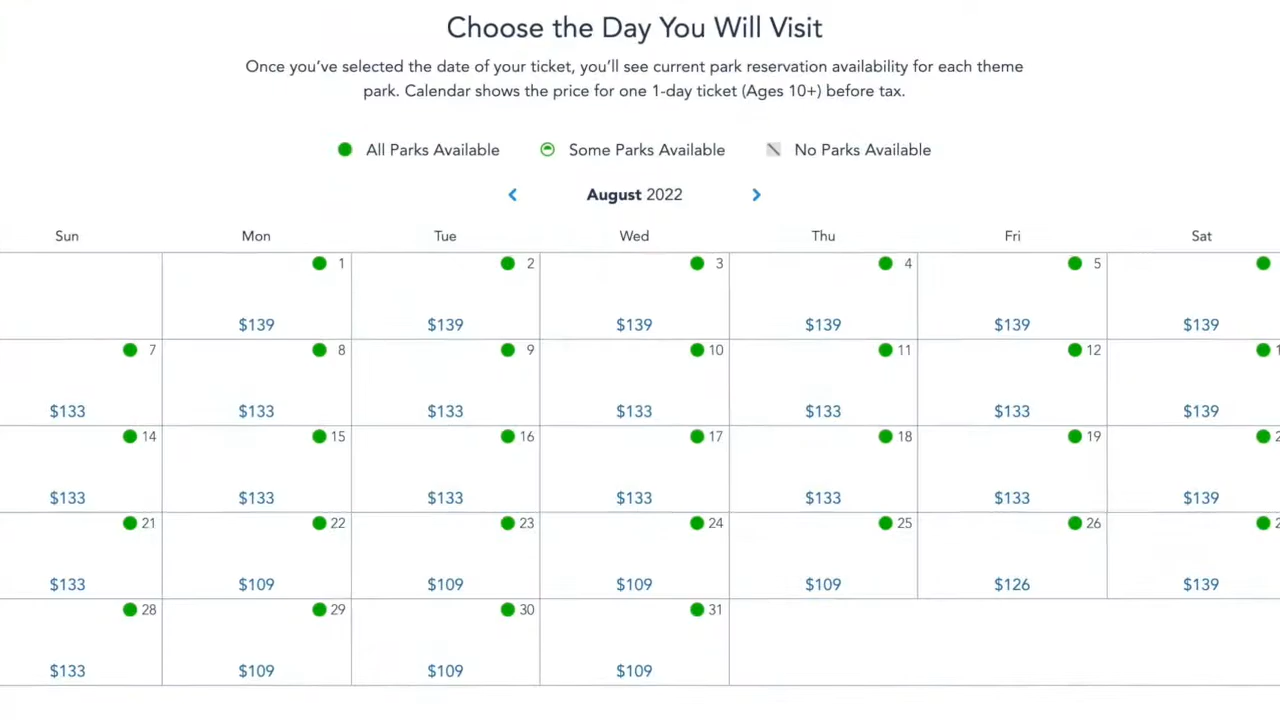 Choose the Day You Will Visit
Once you've selected the date of your ticket, you'll see current park reservation availability for each theme
park. Calendar shows the price for one 1-day ticket (Ages 10+) before tax.
All Parks Available Some Parks Available No Parks Available
August 2022
Sun Mon Tue Wed Thu Fri Sat
1 2 3 4 5
$139 $139 $139 $139 $139 $139
7 8 9 10 11 12
$133 $133 $133 $133 $133 $133 $139
14 15 16 17 18 19
$133 $133 $133 $133 $133 $133 $139
21 22 23 24 25 26
$133 $109 $109 $109 $109 $126 $139
28 29 30 31
$133 $109 $109 $109